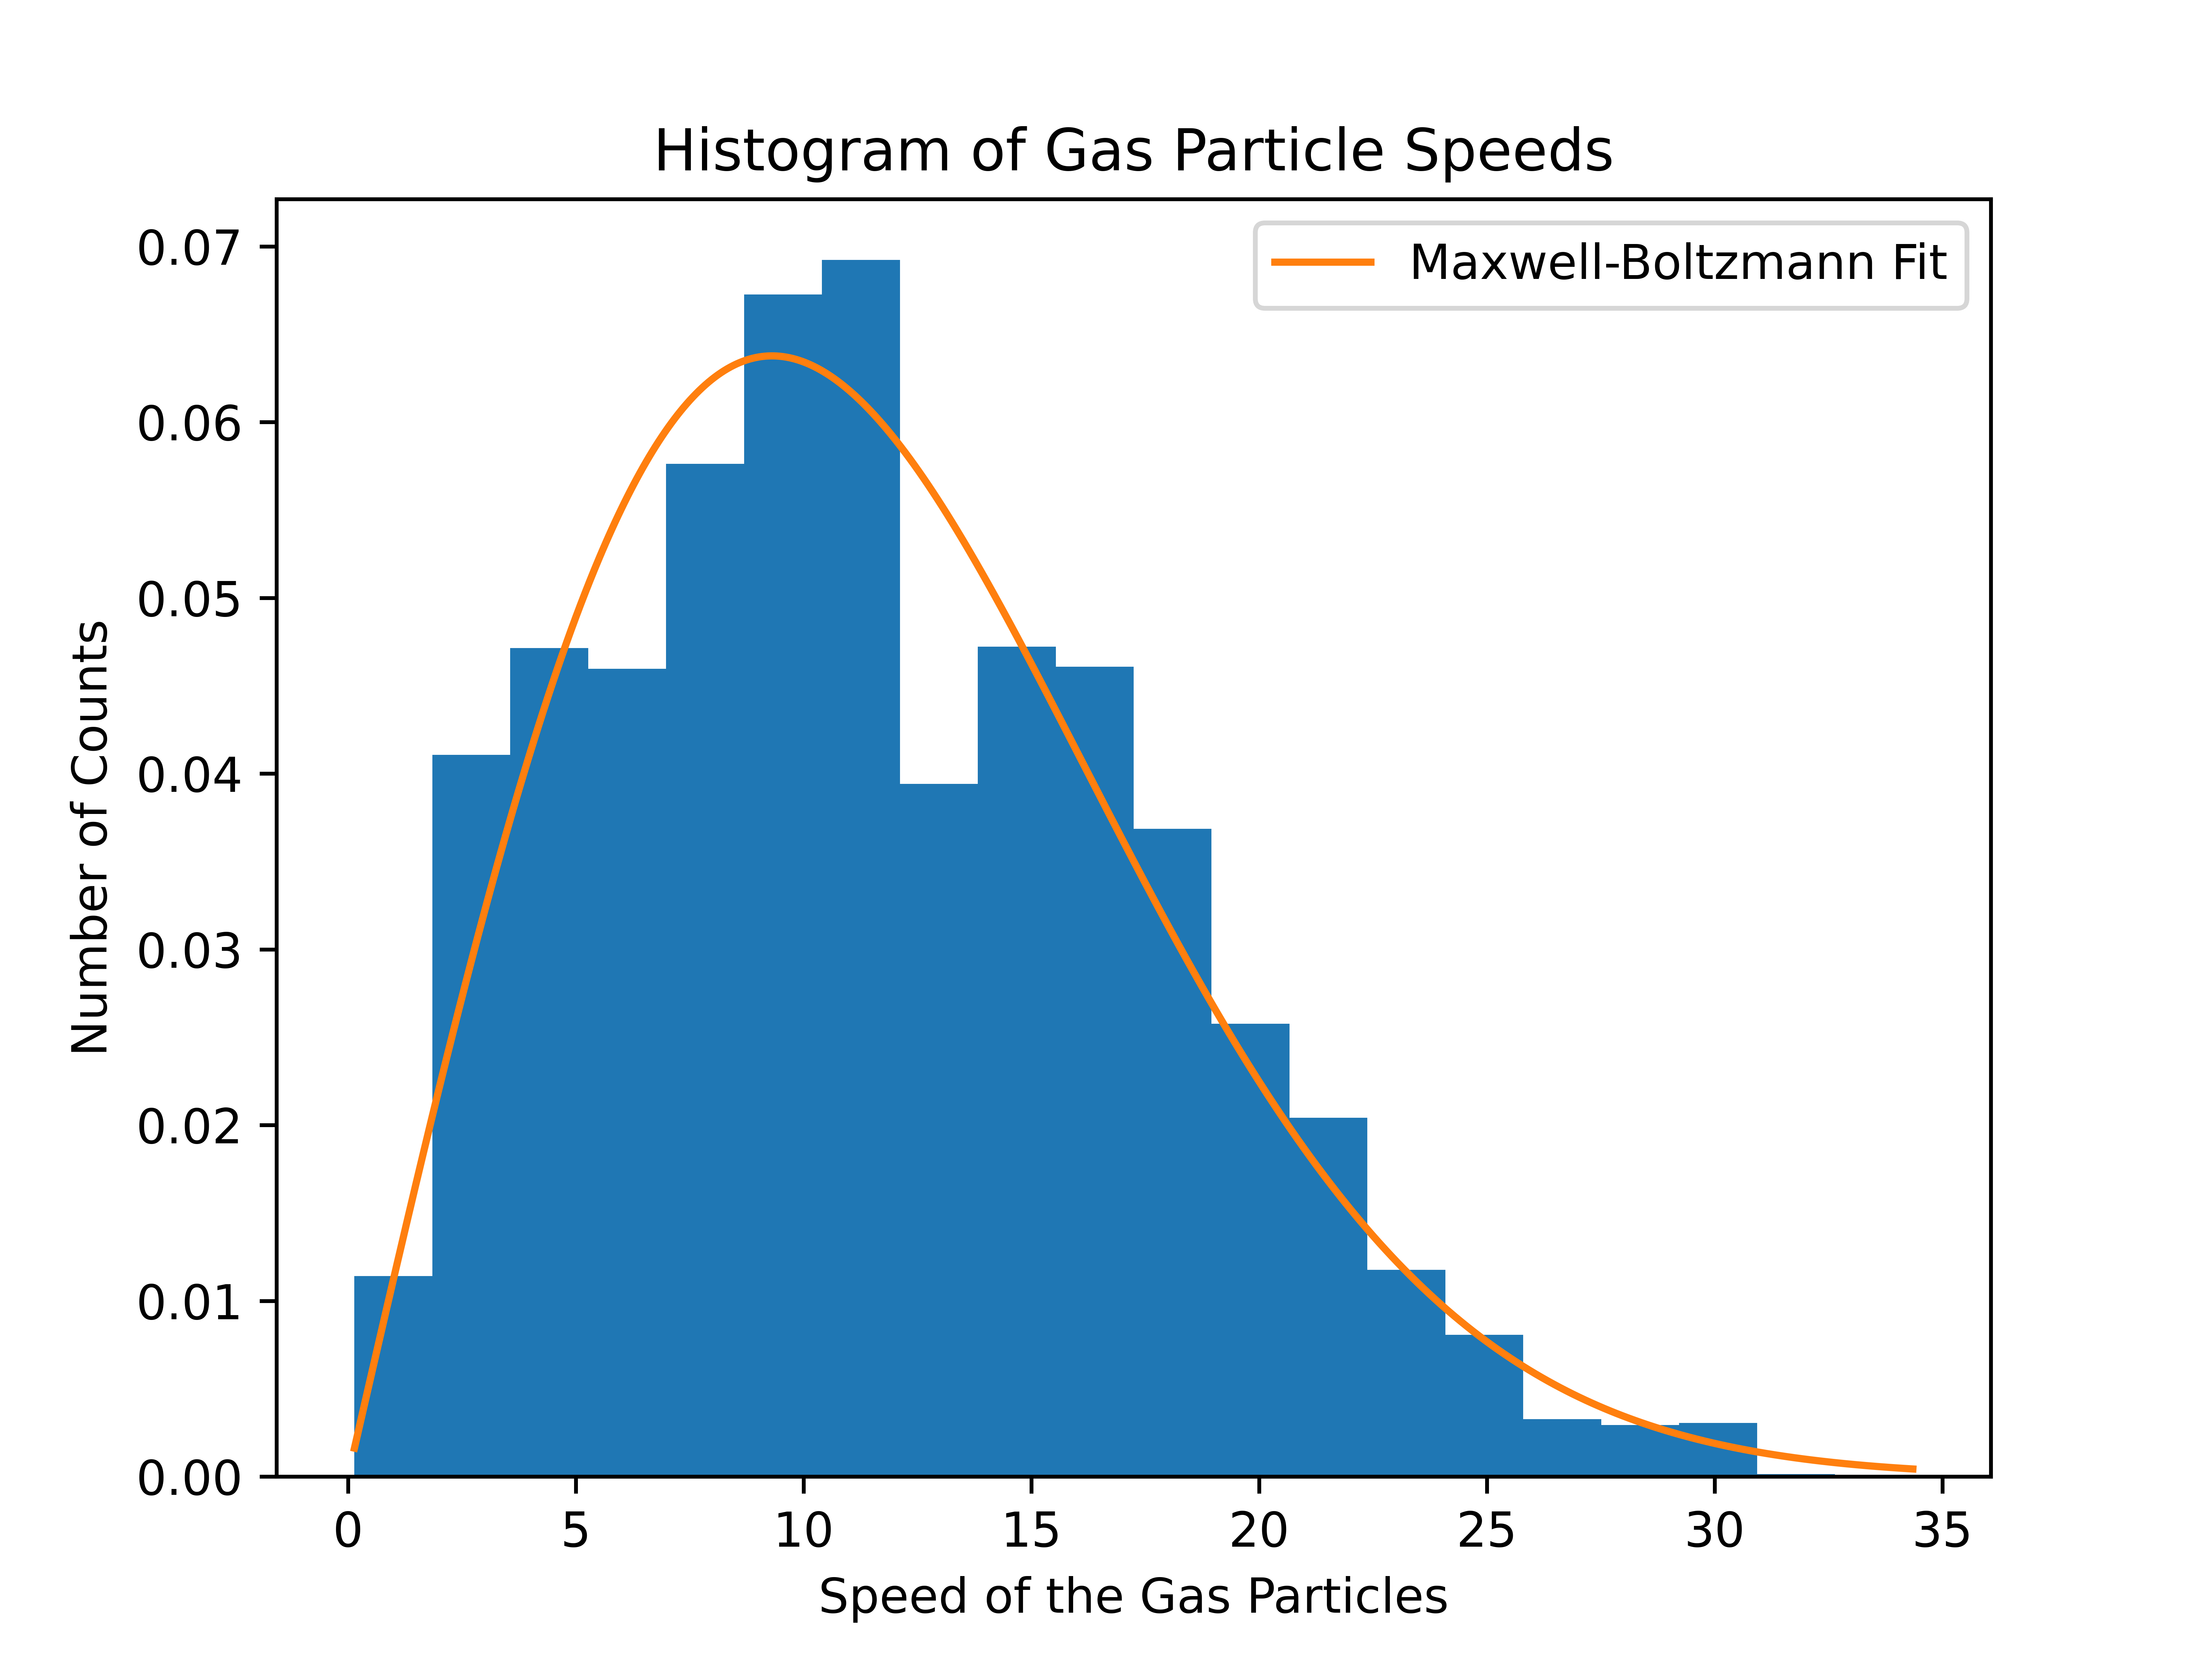 Histogram of Gas Particle Speeds
Maxwell-Boltzmann Fit
Number of Counts
0.07
0.06
0.05
0.04
0.03
0.02
0.01
0.00
0 5 10 15 20 25 30 35
Speed of the Gas Particles